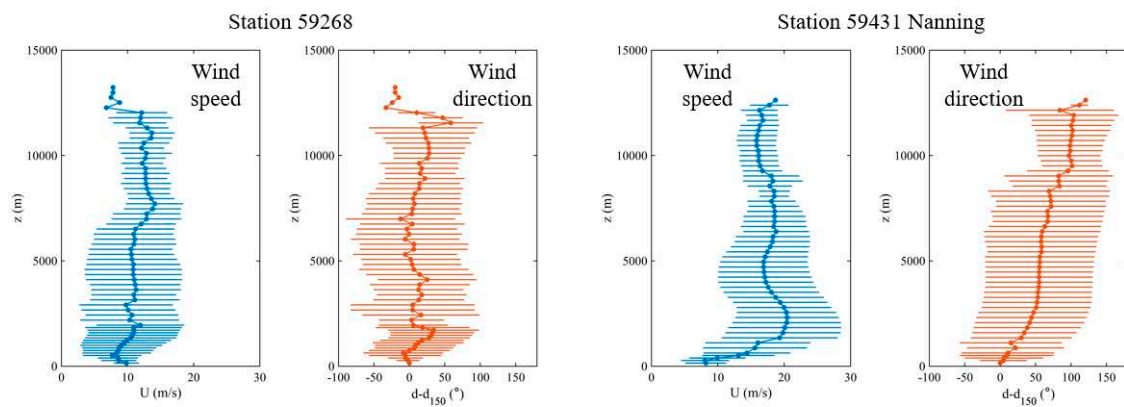 Station 59268
Station 59431 Nanning
15000
10000
5000
0
z (m)
Wind
speed
0
10
20
30
U (m/s)
15000
10000
5000
0
z (m)
Wind
direction
-100
-50
0
50
100
150
d-d150 (°)
15000
10000
5000
0
z (m)
Wind
speed
0
10
20
30
U (m/s)
15000
10000
5000
0
z (m)
Wind
direction
-100
-50
0
50
100
150
d-d150 (°)